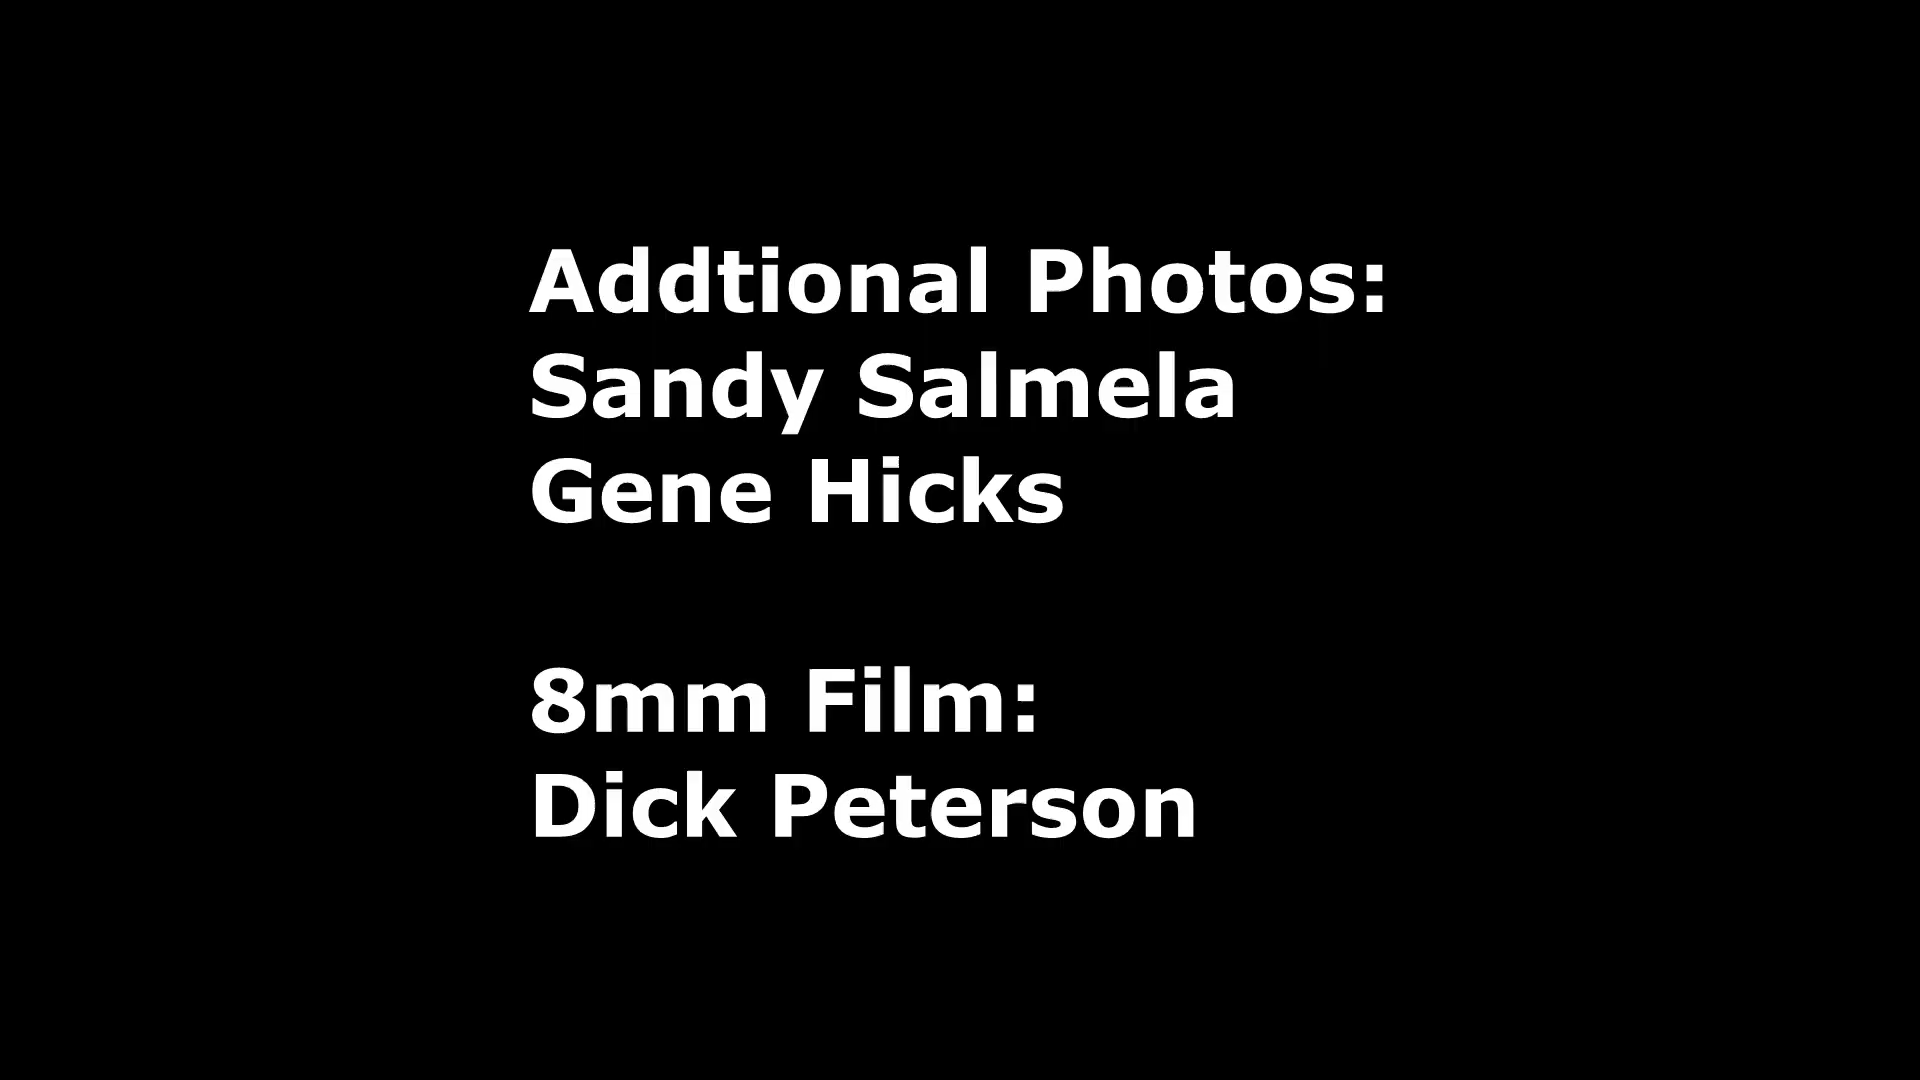 Addtional Photos:
Sandy Salmela
Gene Hicks
8mm Film:
Dick Peterson